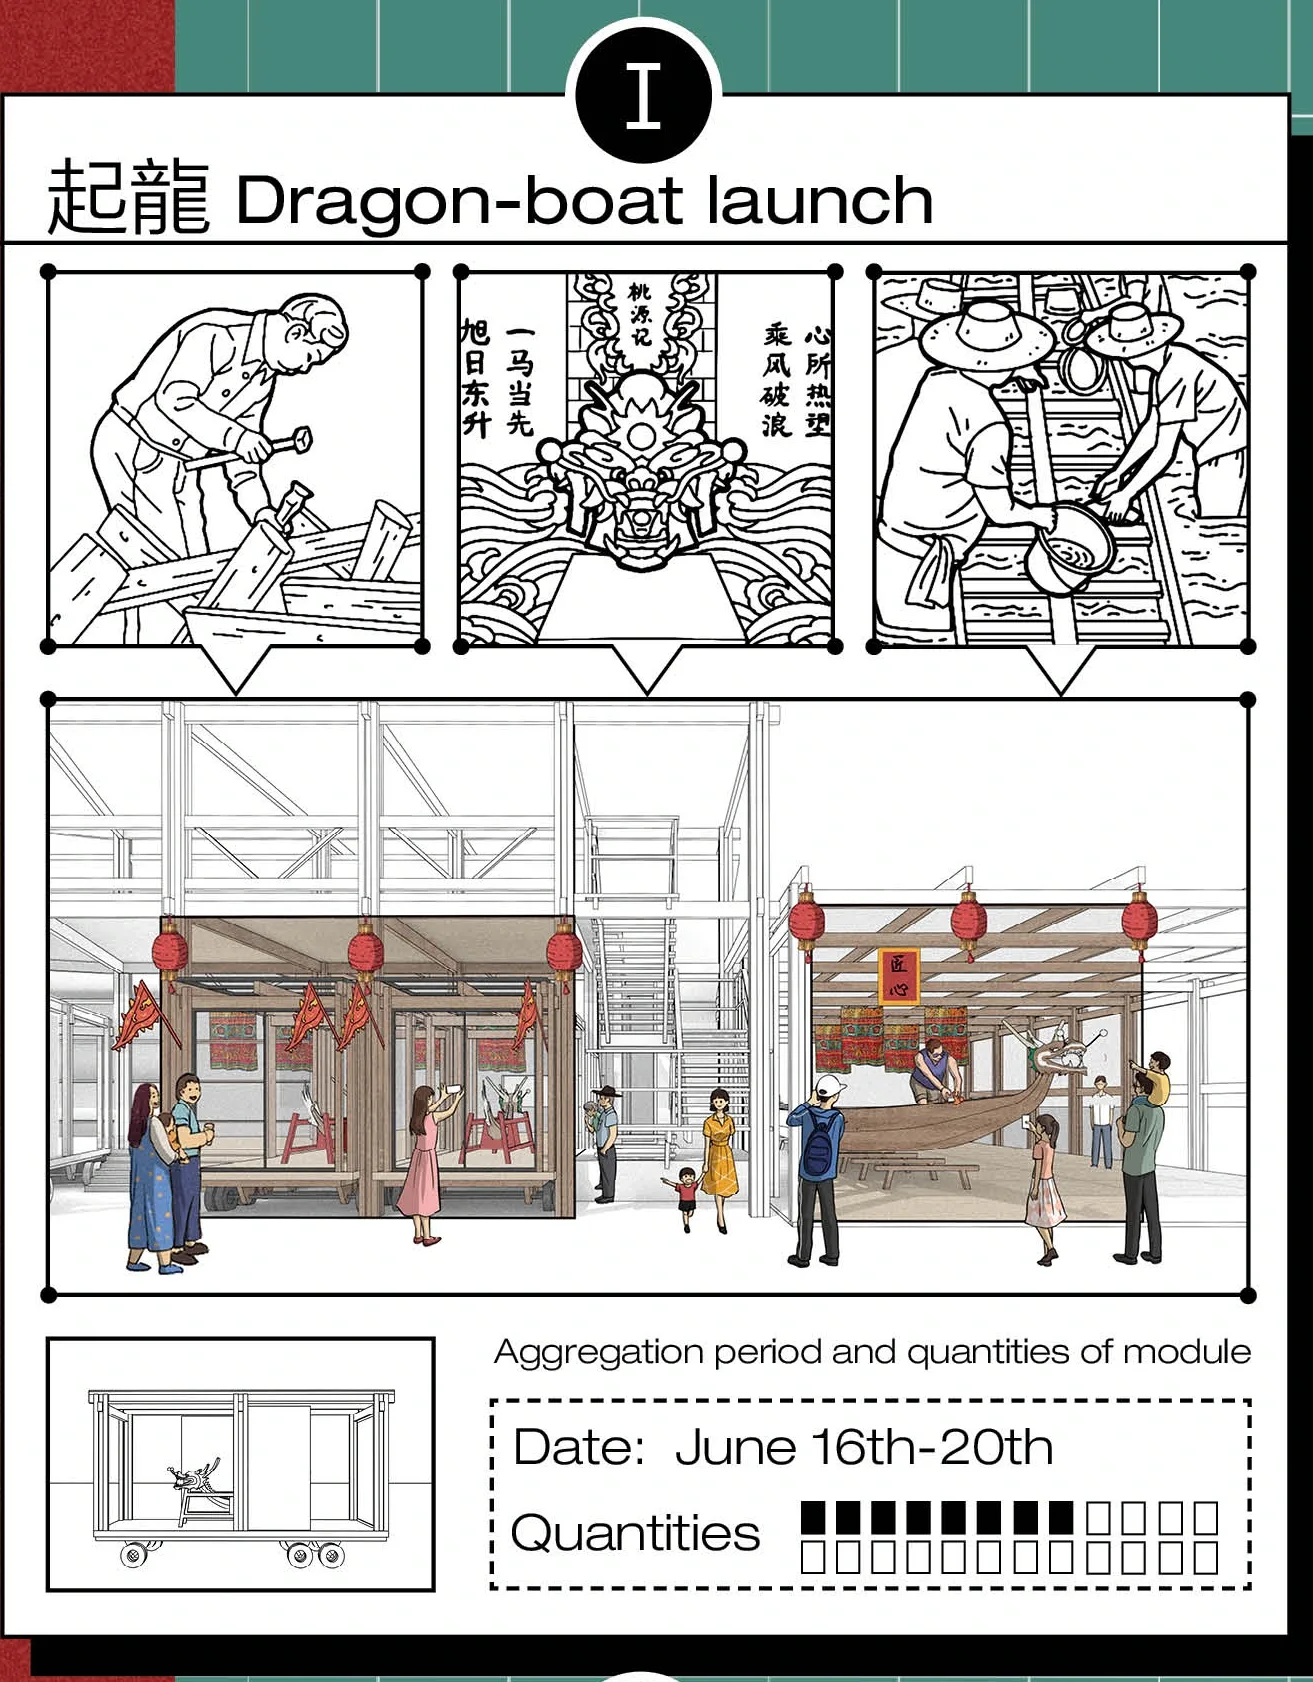 I
起龍 Dragon-boat launch
桃源记
旭日东升
一马当先
乘风破浪
心所热望
匠心
Aggregation period and quantities of module
Date: June 16th-20th
Quantities